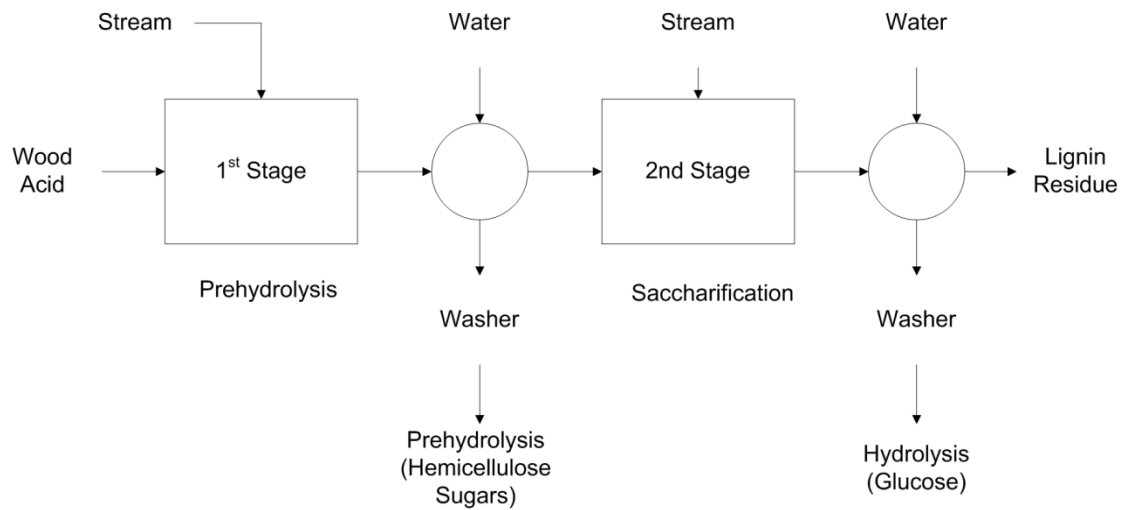 Stream
Water
Stream
Water
Wood
Acid
1st Stage
2nd Stage
Lignin
Residue
Prehydrolysis
Saccharification
Washer
Washer
Prehydrolysis
(Hemicellulose
Sugars)
Hydrolysis
(Glucose)